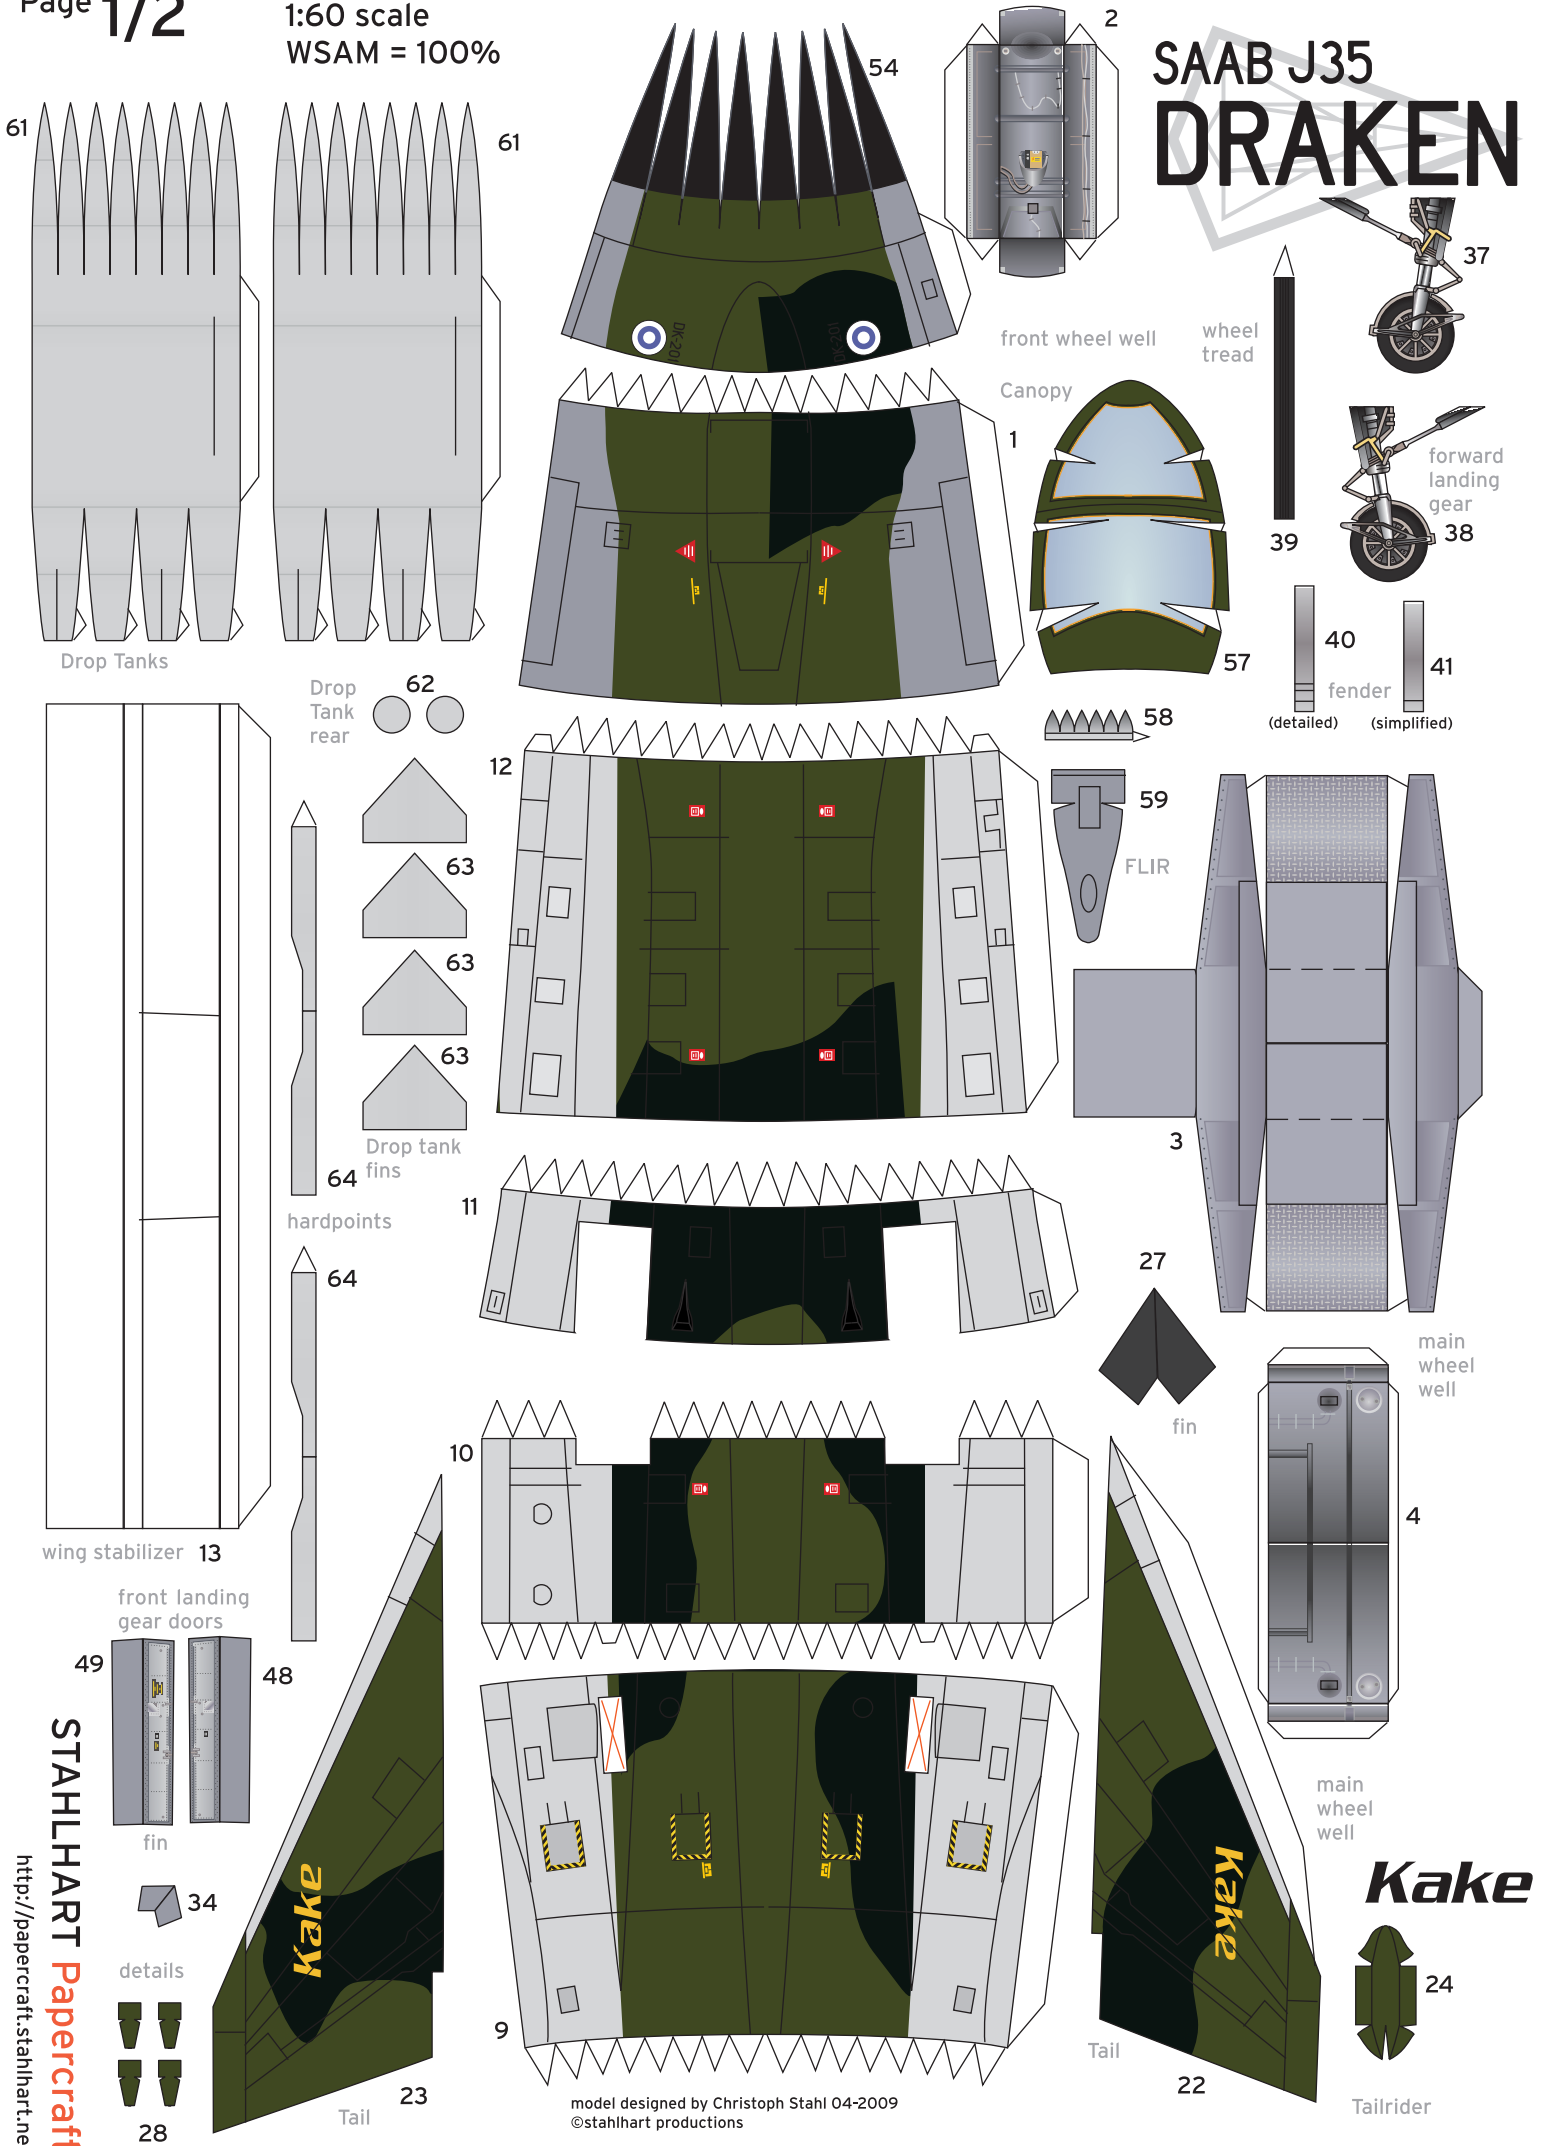 Page 1/2
1:60 scale
WSAM = 100%
SAAB J35
DRAKEN
2
54
61
61
37
front wheel well
wheel
tread
Canopy
DK-201
DK-201
1
forward
landing
gear
38
39
40
41
fender
(detailed)
(simplified)
57
Drop Tanks
Drop
Tank
rear
62
58
12
59
FLIR
63
63
63
Drop tank
fins
64
hardpoints
64
3
11
27
fin
main
wheel
well
10
4
wing stabilizer 13
front landing
gear doors
49
48
fin
34
details
28
main
wheel
well
Kake
Kake
Kake
24
Tailrider
9
Tail
22
23
Tail
model designed by Christoph Stahl 04-2009
©stahlhart productions
STAHLHART Papercraft
http://papercraft.stahlhart.ne